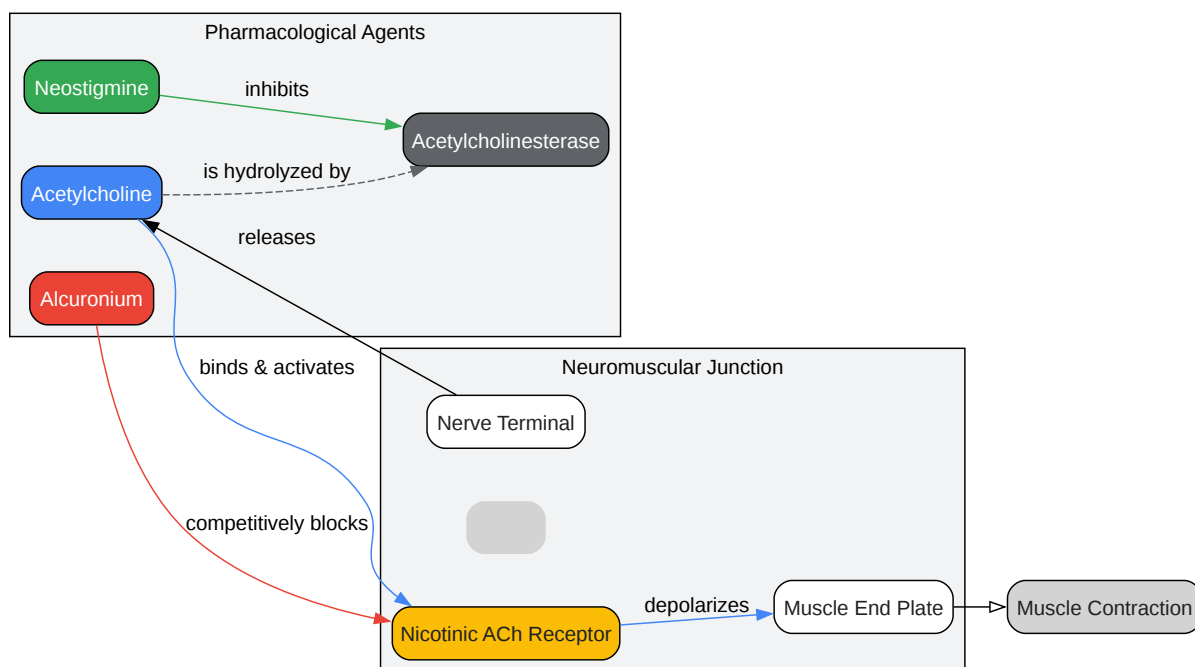 Pharmacological Agents
Neostigmine
inhibits
Acetylcholinesterase
is hydrolyzed by
Acetylcholine
releases
Alcuronium
binds & activates
Neuromuscular Junction
Nerve Terminal
competitively blocks
depolarizes
Muscle End Plate
Muscle Contraction
Nicotinic ACh Receptor